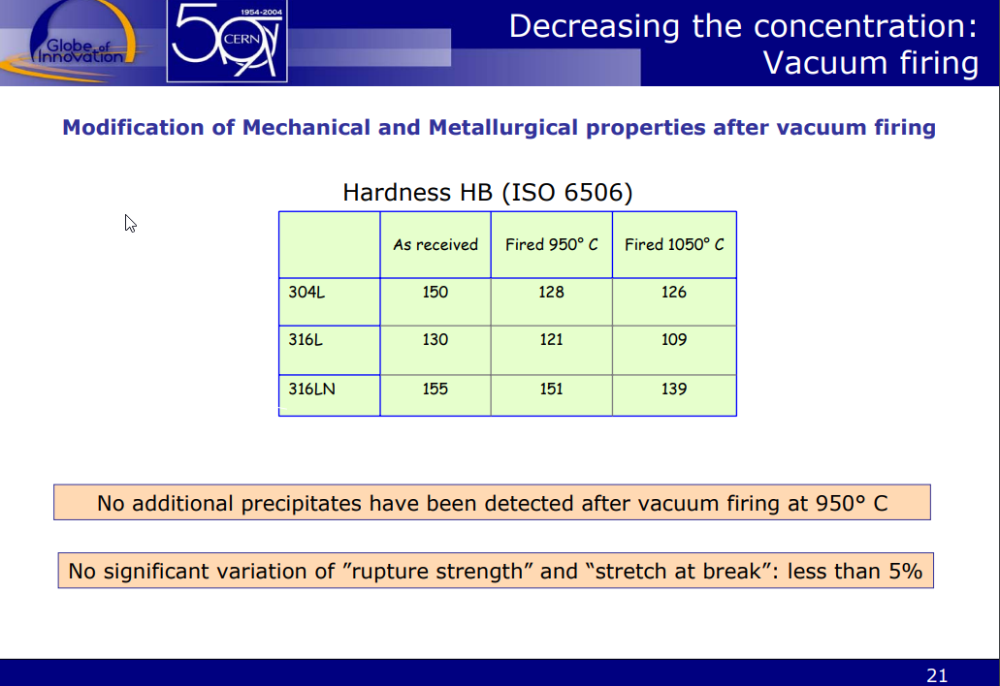 Globe of
Innovation
1954-2004
50
CERN
Decreasing the concentration:
Vacuum firing
Modification of Mechanical and Metallurgical properties after vacuum firing
Hardness HB (ISO 6506)
As received Fired 950° C Fired 1050° C
304L 150 128 126
316L 130 121 109
316LN 155 151 139
No additional precipitates have been detected after vacuum firing at 950° C
No significant variation of ”rupture strength” and “stretch at break”: less than 5%
21